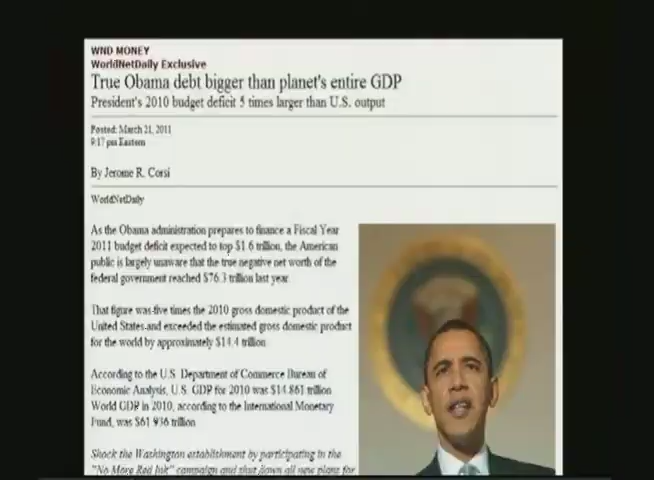 WND MONEY
WorldNetDaily Exclusive
True Obama debt bigger than planet's entire GDP
President's 2010 budget deficit 5 times larger than U.S. output
Posted: March 21, 2011
9:17 pm Eastern
By Jerome R. Corsi
WorldNetDaily
As the Obama administration prepares to finance a Fiscal Year
2011 budget deficit expected to top $1.6 trillion, the American
public is largely unaware that the true negative net worth of the
federal government reached $76.3 trillion last year.
That figure was five times the 2010 gross domestic product of the
United States and exceeded the estimated gross domestic product
for the world by approximately $14.4 trillion.
According to the U.S. Department of Commerce Bureau of
Economic Analysis, U.S. GDP for 2010 was $14.861 trillion.
World GDP in 2010, according to the International Monetary
Fund, was $61.936 trillion.
Shock the Washington establishment by participating in the
"No More Red Ink" campaign and shut down all new plans for